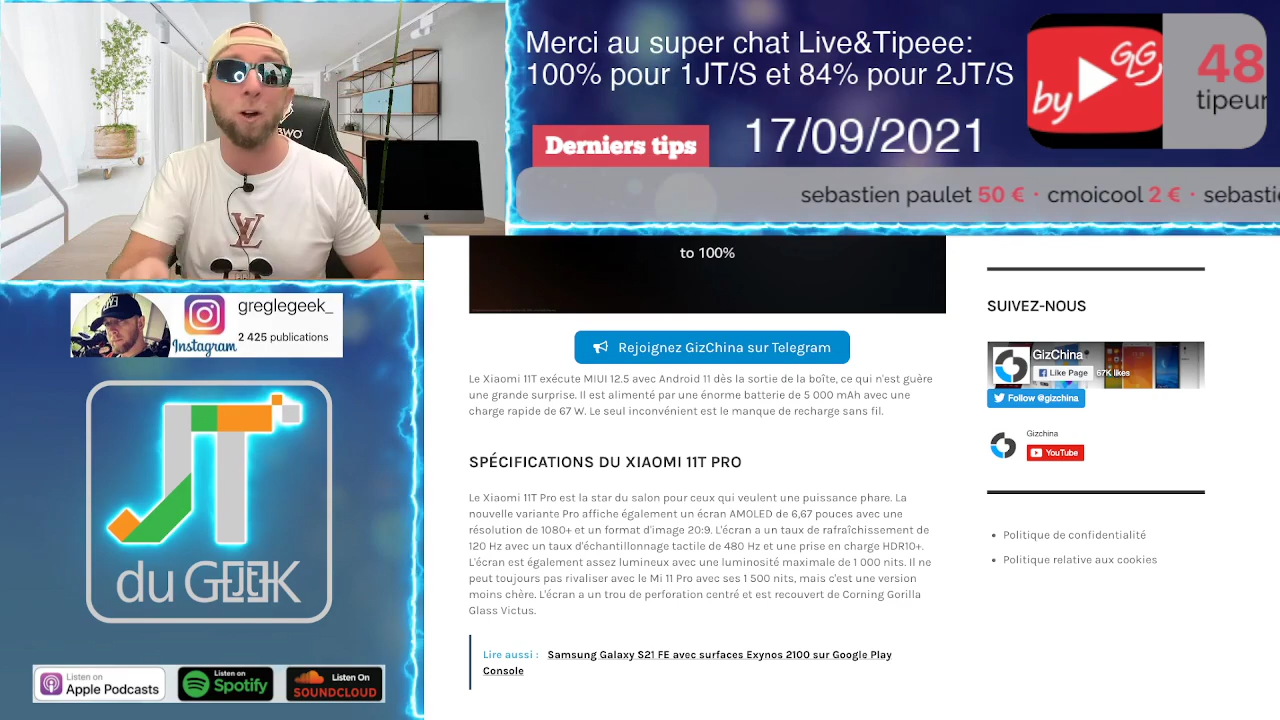 Merci au super chat Live&Tipeee:
100% pour 1JT/S et 84% pour 2JT/S
by GLG
48
tipeur
Derniers tips
17/09/2021
sebastien paulet 50 € · cmoicool 2 € · sebasti
greglegeek_
2 425 publications
Instagram
JT
du GEEK
Listen on
Apple Podcasts
Listen on
Spotify
Listen On
SOUNDCLOUD
to 100%
Rejoignez GizChina sur Telegram
Le Xiaomi 11T exécute MIUI 12.5 avec Android 11 dès la sortie de la boîte, ce qui n'est guère
une grande surprise. Il est alimenté par une énorme batterie de 5 000 mAh avec une
charge rapide de 67 W. Le seul inconvénient est le manque de recharge sans fil.
SPÉCIFICATIONS DU XIAOMI 11T PRO
Le Xiaomi 11T Pro est la star du salon pour ceux qui veulent une puissance phare. La
nouvelle variante Pro affiche également un écran AMOLED de 6,67 pouces avec une
résolution de 1080+ et un format d'image 20:9. L'écran a un taux de rafraîchissement de
120 Hz avec un taux d'échantillonnage tactile de 480 Hz et une prise en charge HDR10+.
L'écran est également assez lumineux avec une luminosité maximale de 1 000 nits. Il ne
peut toujours pas rivaliser avec le Mi 11 Pro avec ses 1 500 nits, mais c'est une version
moins chère. L'écran a un trou de perforation centré et est recouvert de Corning Gorilla
Glass Victus.
Lire aussi : Samsung Galaxy S21 FE avec surfaces Exynos 2100 sur Google Play
Console
SUIVEZ-NOUS
GizChina
Like Page 67K likes
Follow @gizchina
Gizchina
YouTube
Politique de confidentialité
Politique relative aux cookies